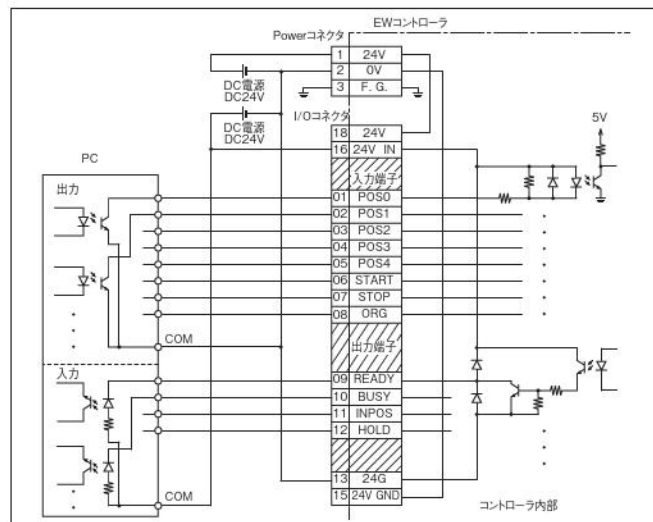 EWコントローラ
Powerコネクタ
1 24V
2 0V
3 F. G.
DC電源
DC24V
DC電源
DC24V
I/Oコネクタ
18 24V
16 24V IN
5V
PC
入力端子
出力
01 POS0
02 POS1
03 POS2
04 POS3
05 POS4
06 START
07 STOP
08 ORG
COM
出力端子
入力
09 READY
10 BUSY
11 INPOS
12 HOLD
13 24G
COM
15 24V GND
コントローラ内部